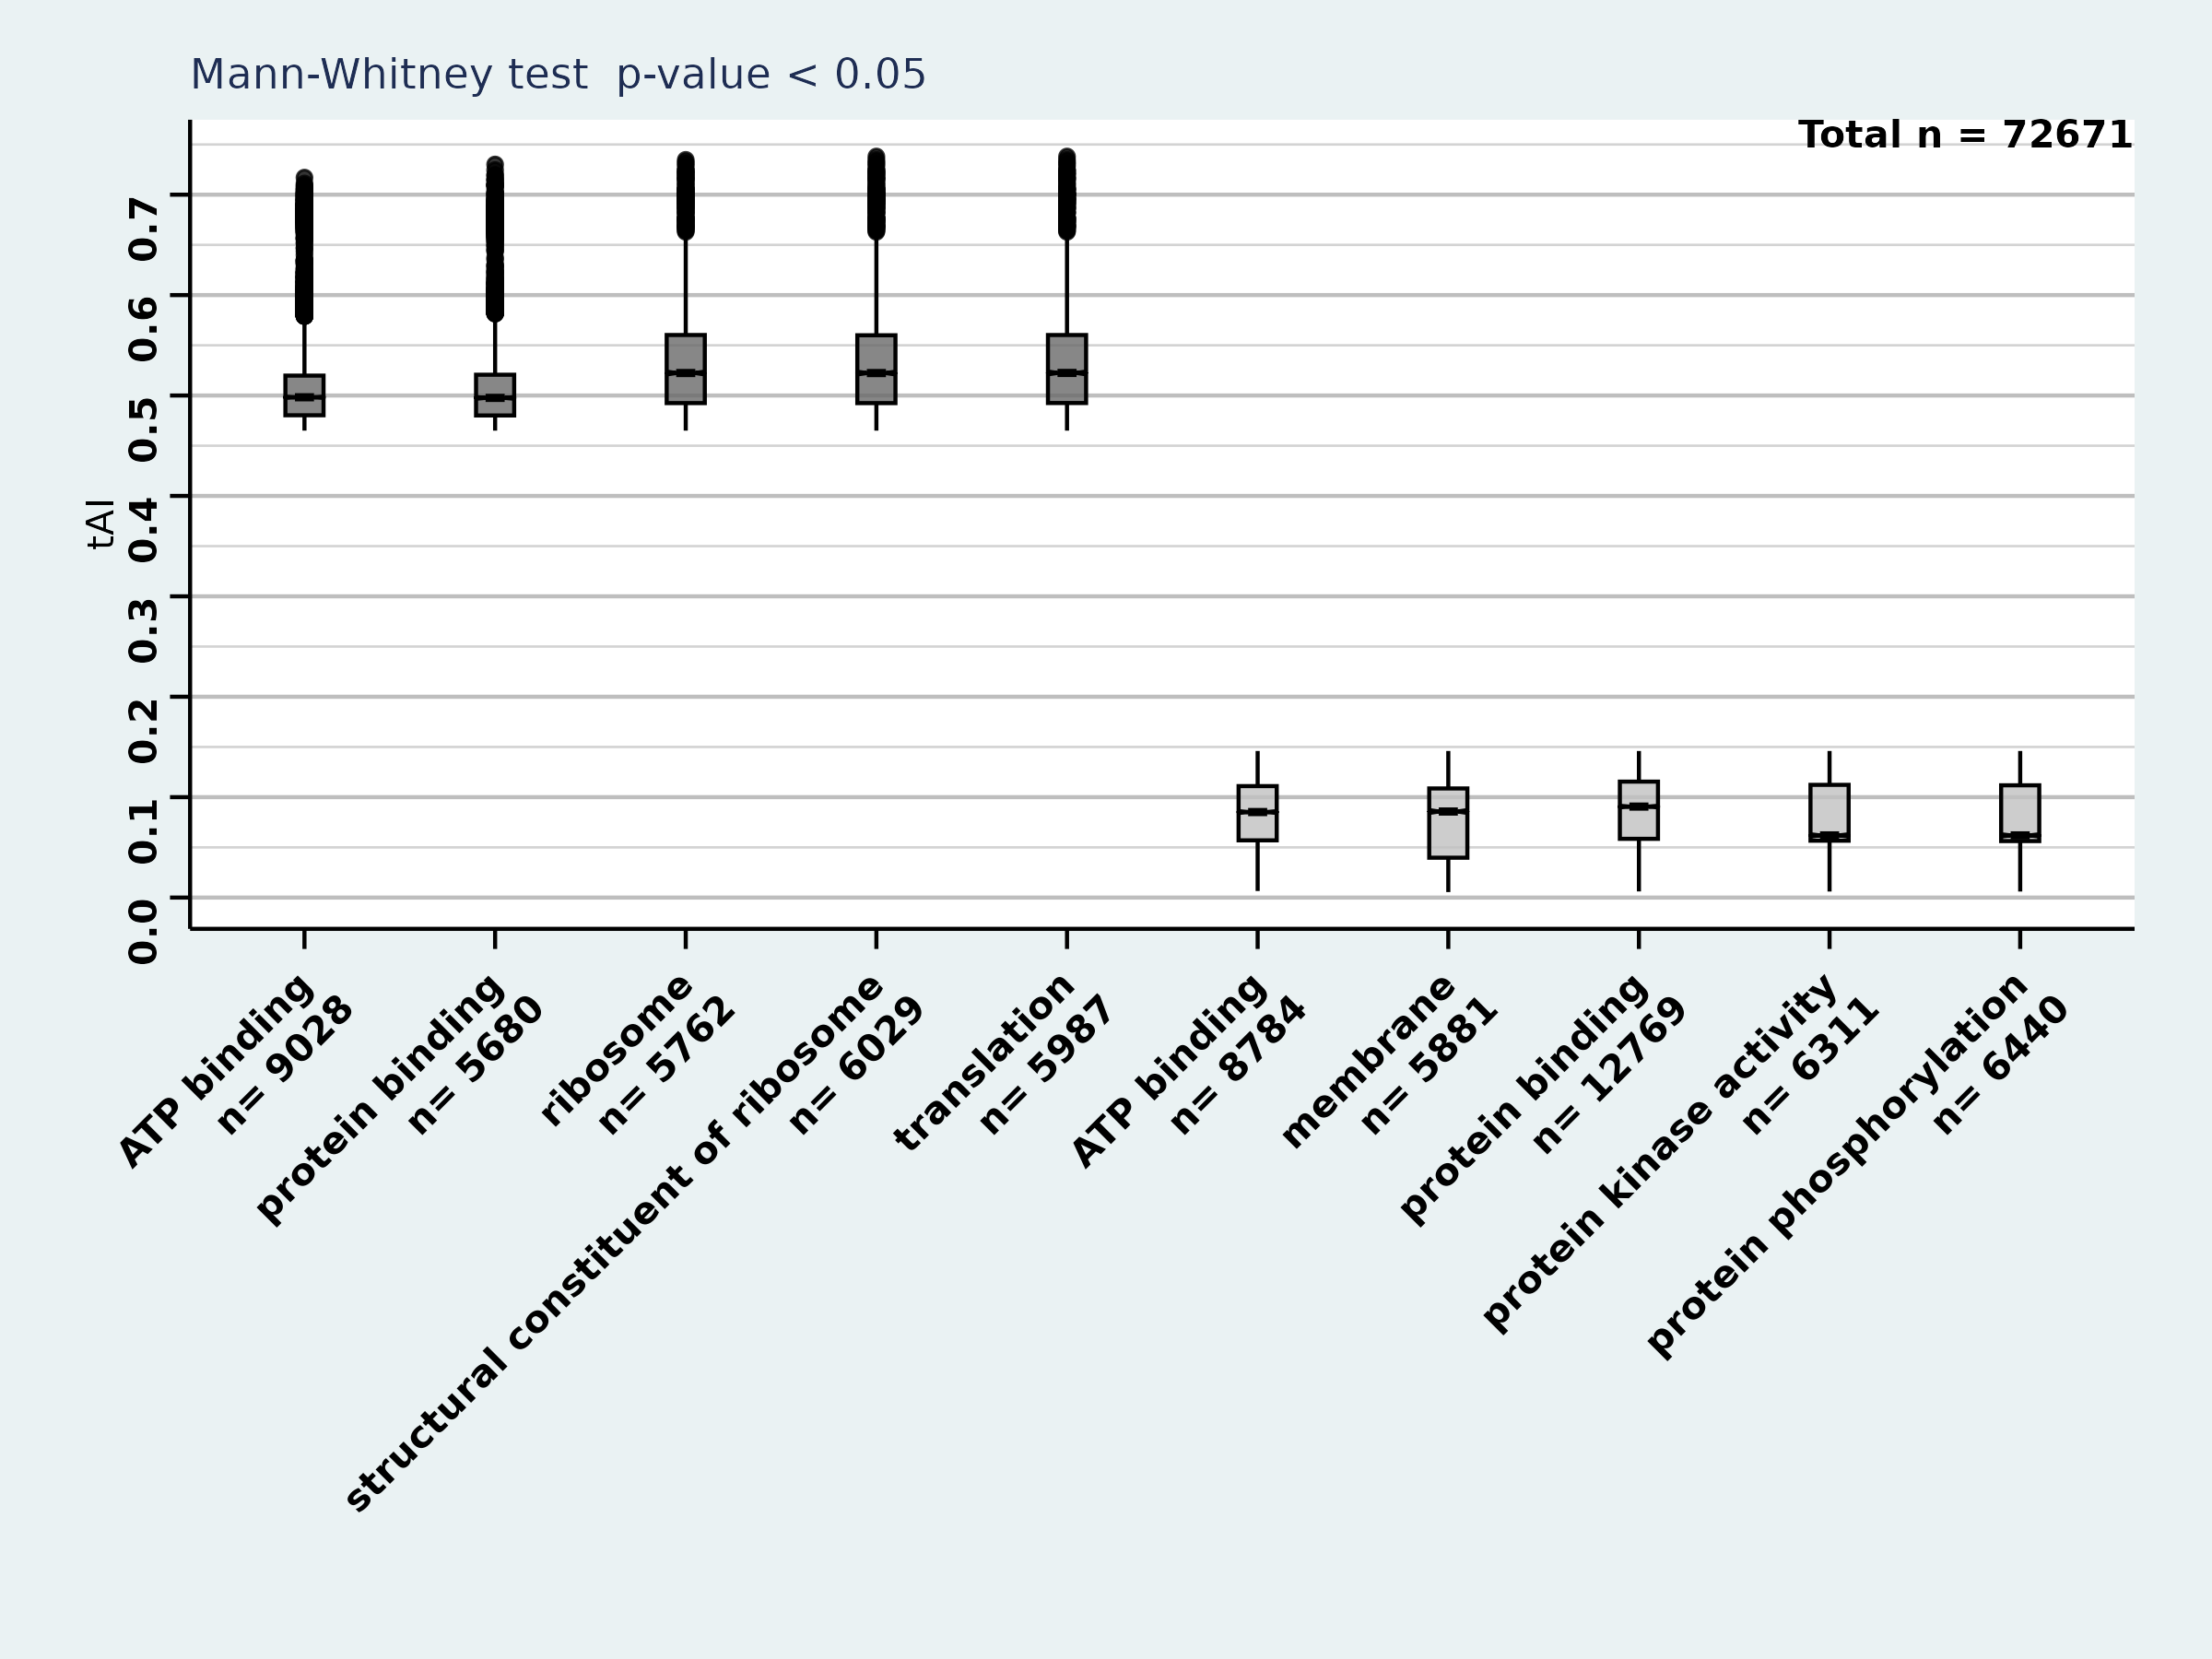 Mann-Whitney test  p-value < 0.05
Total n = 72671
tAI
0.7
0.6
0.5
0.4
0.3
0.2
0.1
0.0
ATP binding
n= 9028
protein binding
n= 5680
ribosome
n= 5762
structural constituent of ribosome
n= 6029
translation
n= 5987
ATP binding
n= 8784
membrane
n= 5881
protein binding
n= 12769
protein kinase activity
n= 6311
protein phosphorylation
n= 6440